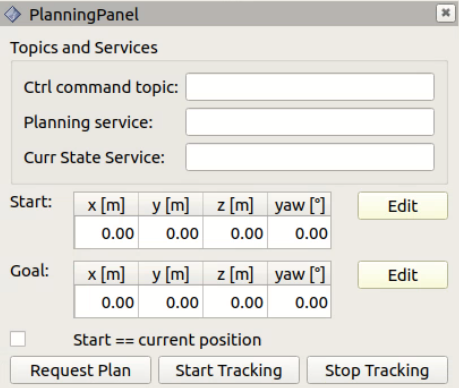 PlanningPanel
Topics and Services
Ctrl command topic:
Planning service:
Curr State Service:
Start: x [m] y [m] z [m] yaw [°] Edit
0.00 0.00 0.00 0.00
Goal: x [m] y [m] z [m] yaw [°] Edit
0.00 0.00 0.00 0.00
Start == current position
Request Plan Start Tracking Stop Tracking